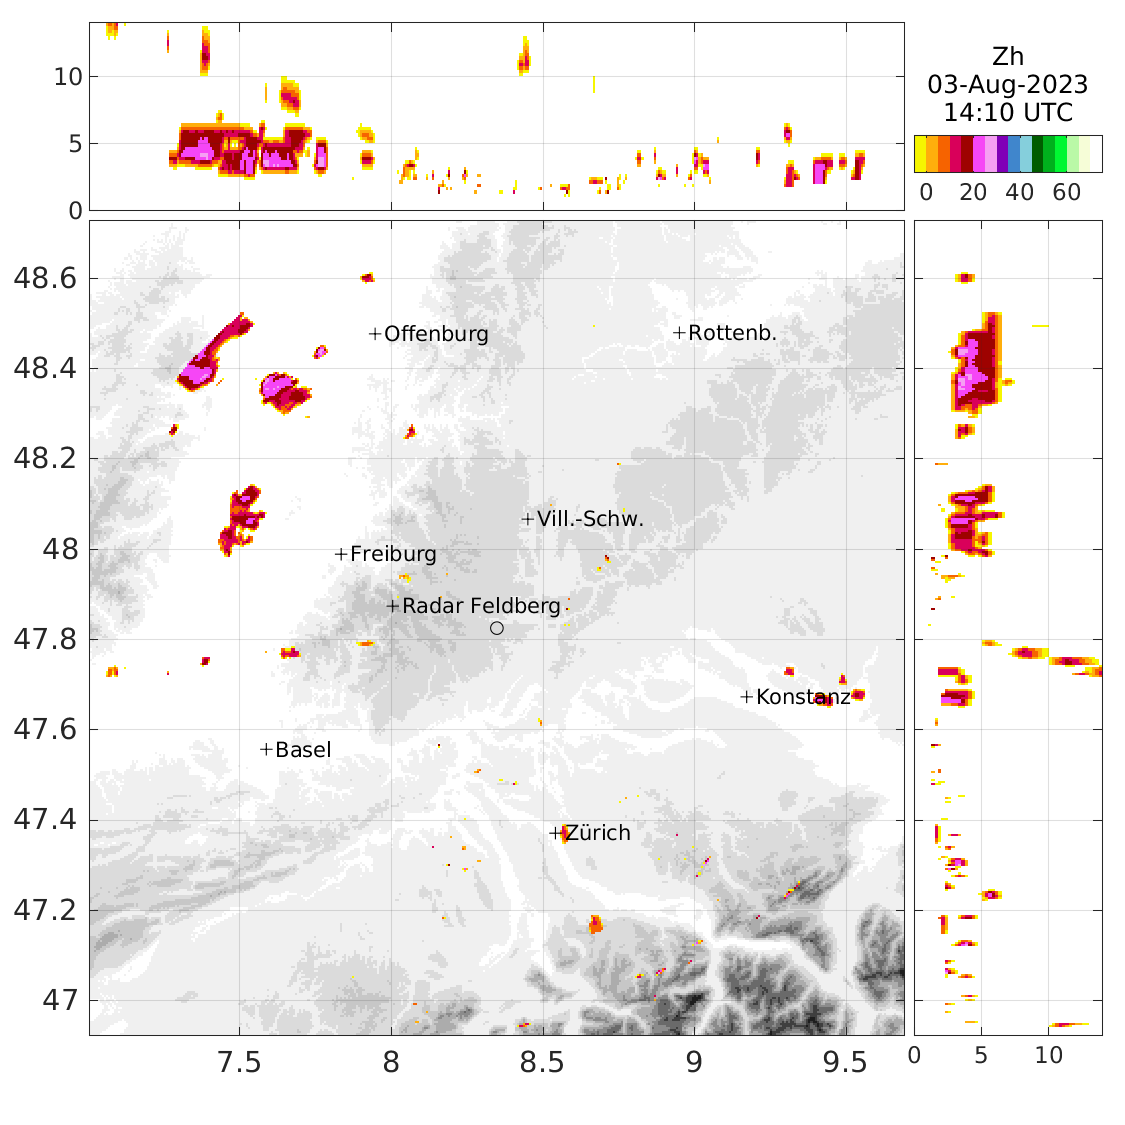 Zh
03-Aug-2023
14:10 UTC
0 20 40 60
10
5
0
48.6
48.4
48.2
48
47.8
47.6
47.4
47.2
47
Offenburg
Rottenb.
Vill.-Schw.
Freiburg
Radar Feldberg
Konstanz
Basel
Zürich
7.5 8 8.5 9 9.5
0 5 10